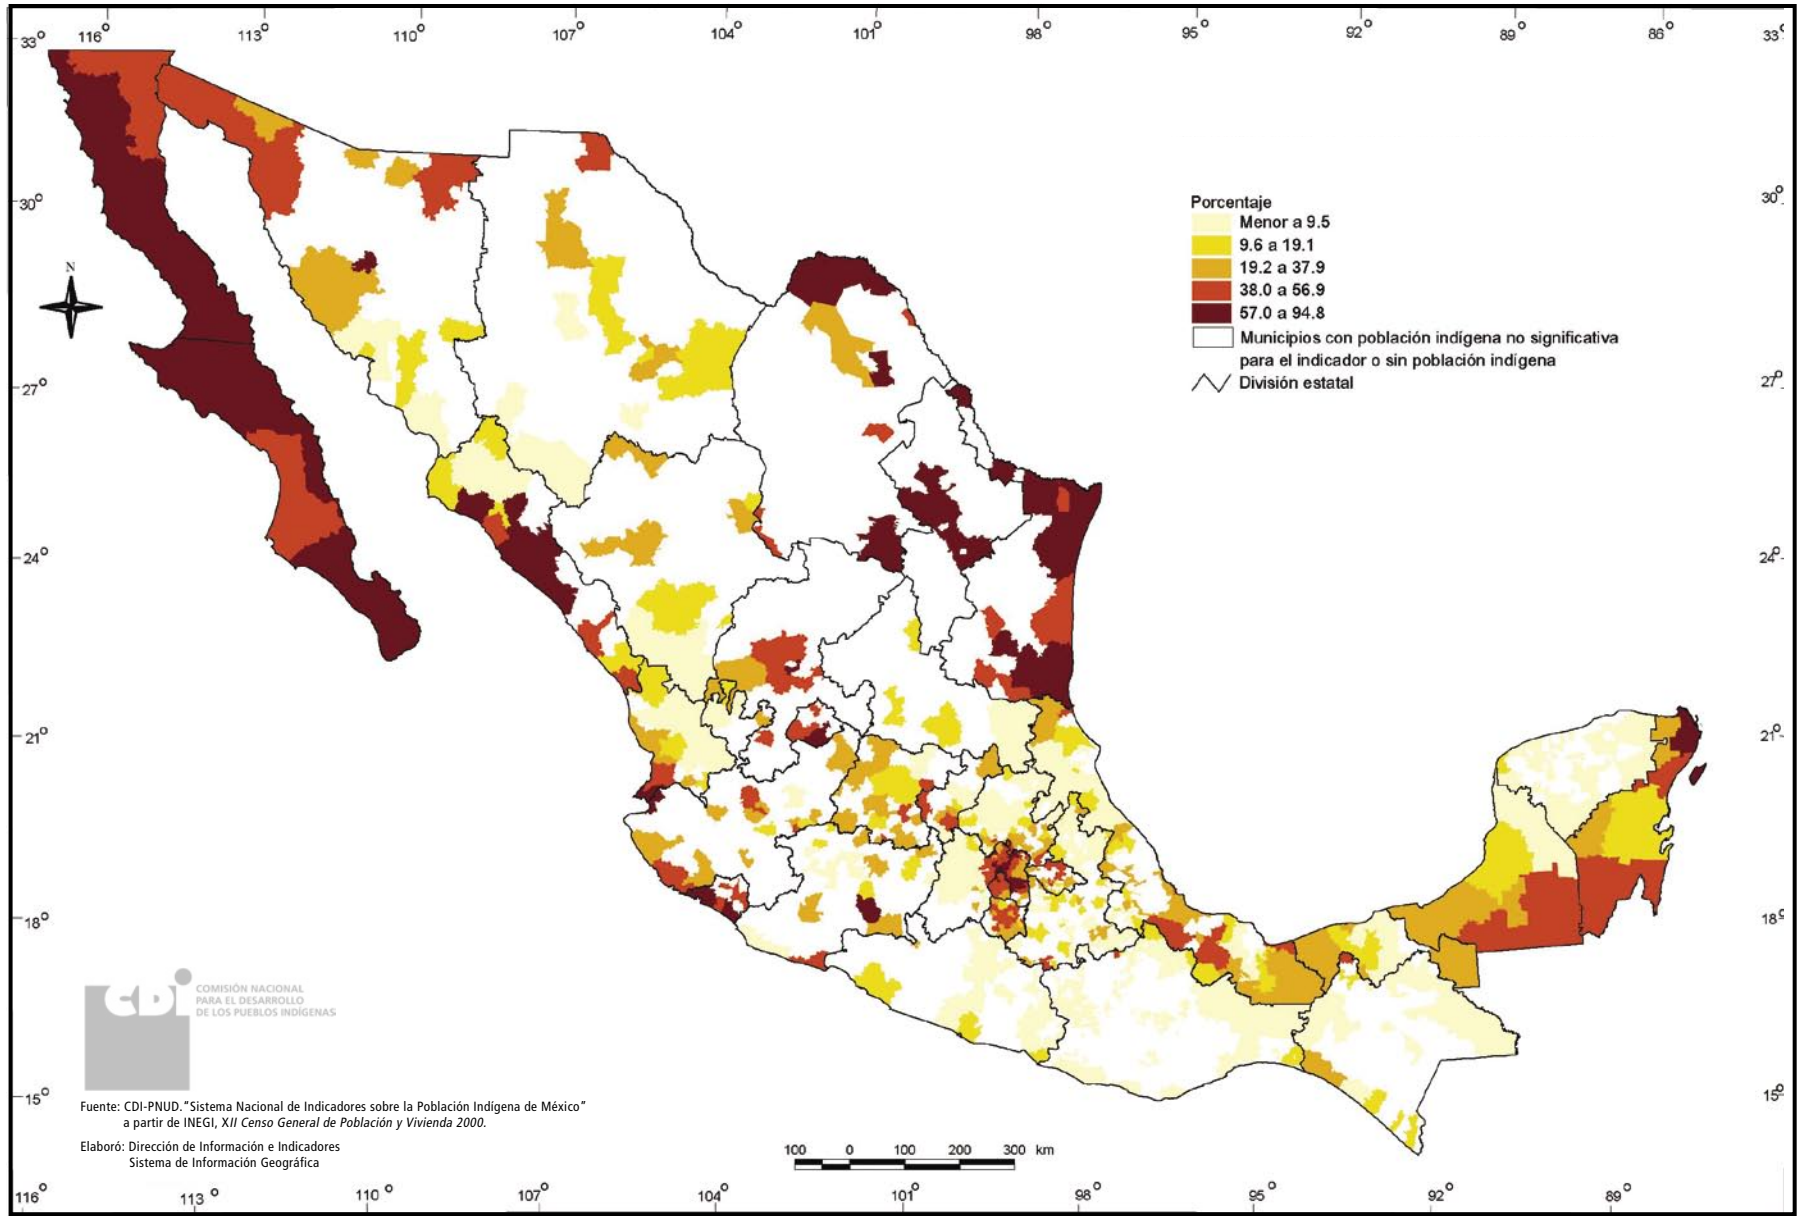 116° 113° 110° 107° 104° 101° 98° 95° 92° 89° 86°
33° 33°
30° 30°
Porcentaje
Menor a 9.5
9.6 a 19.1
19.2 a 37.9
38.0 a 56.9
57.0 a 94.8
Municipios con población indígena no significativa
para el indicador o sin población indígena
División estatal
N
27° 27°
24° 24°
21° 21°
18° 18°
CDI
COMISIÓN NACIONAL
PARA EL DESARROLLO
DE LOS PUEBLOS INDÍGENAS
15° 15°
Fuente: CDI-PNUD. "Sistema Nacional de Indicadores sobre la Población Indígena de México"
a partir de INEGI, XII Censo General de Población y Vivienda 2000.
Elaboró: Dirección de Información e Indicadores
Sistema de Información Geográfica
100 0 100 200 300 km
116° 113° 110° 107° 104° 101° 98° 95° 92° 89°